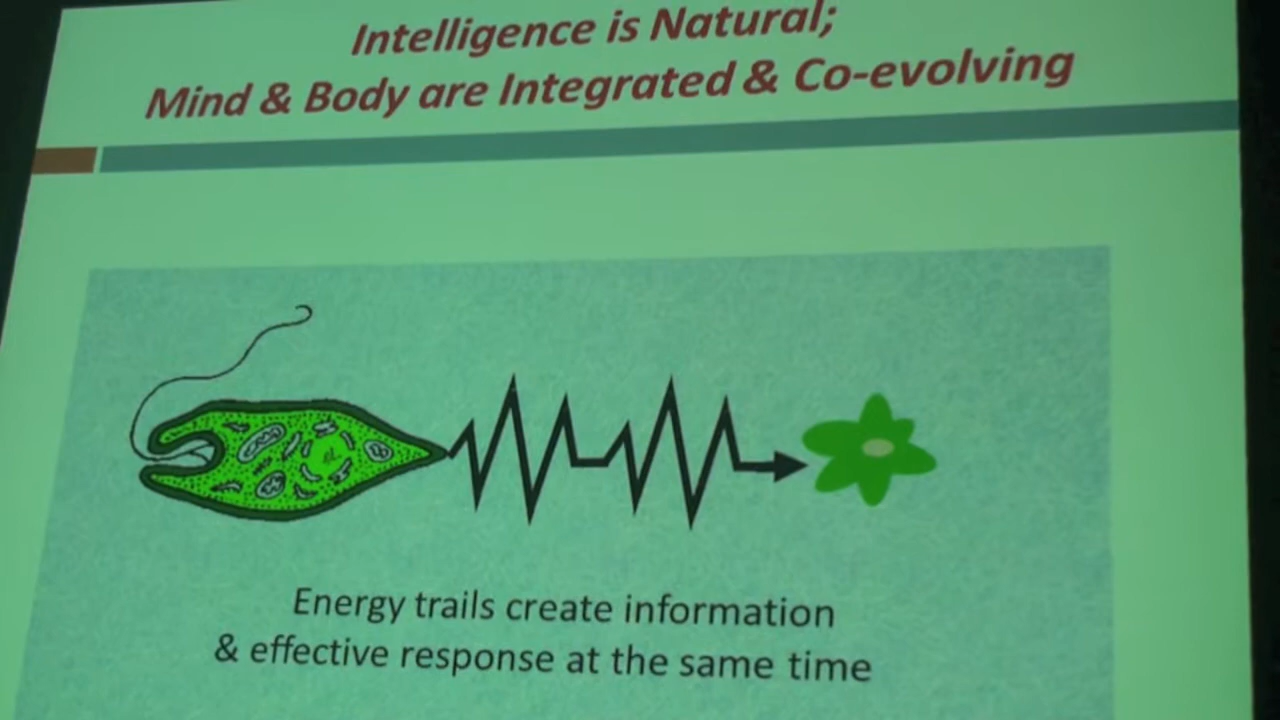 Intelligence is Natural;
Mind & Body are Integrated & Co-evolving
Energy trails create information
& effective response at the same time